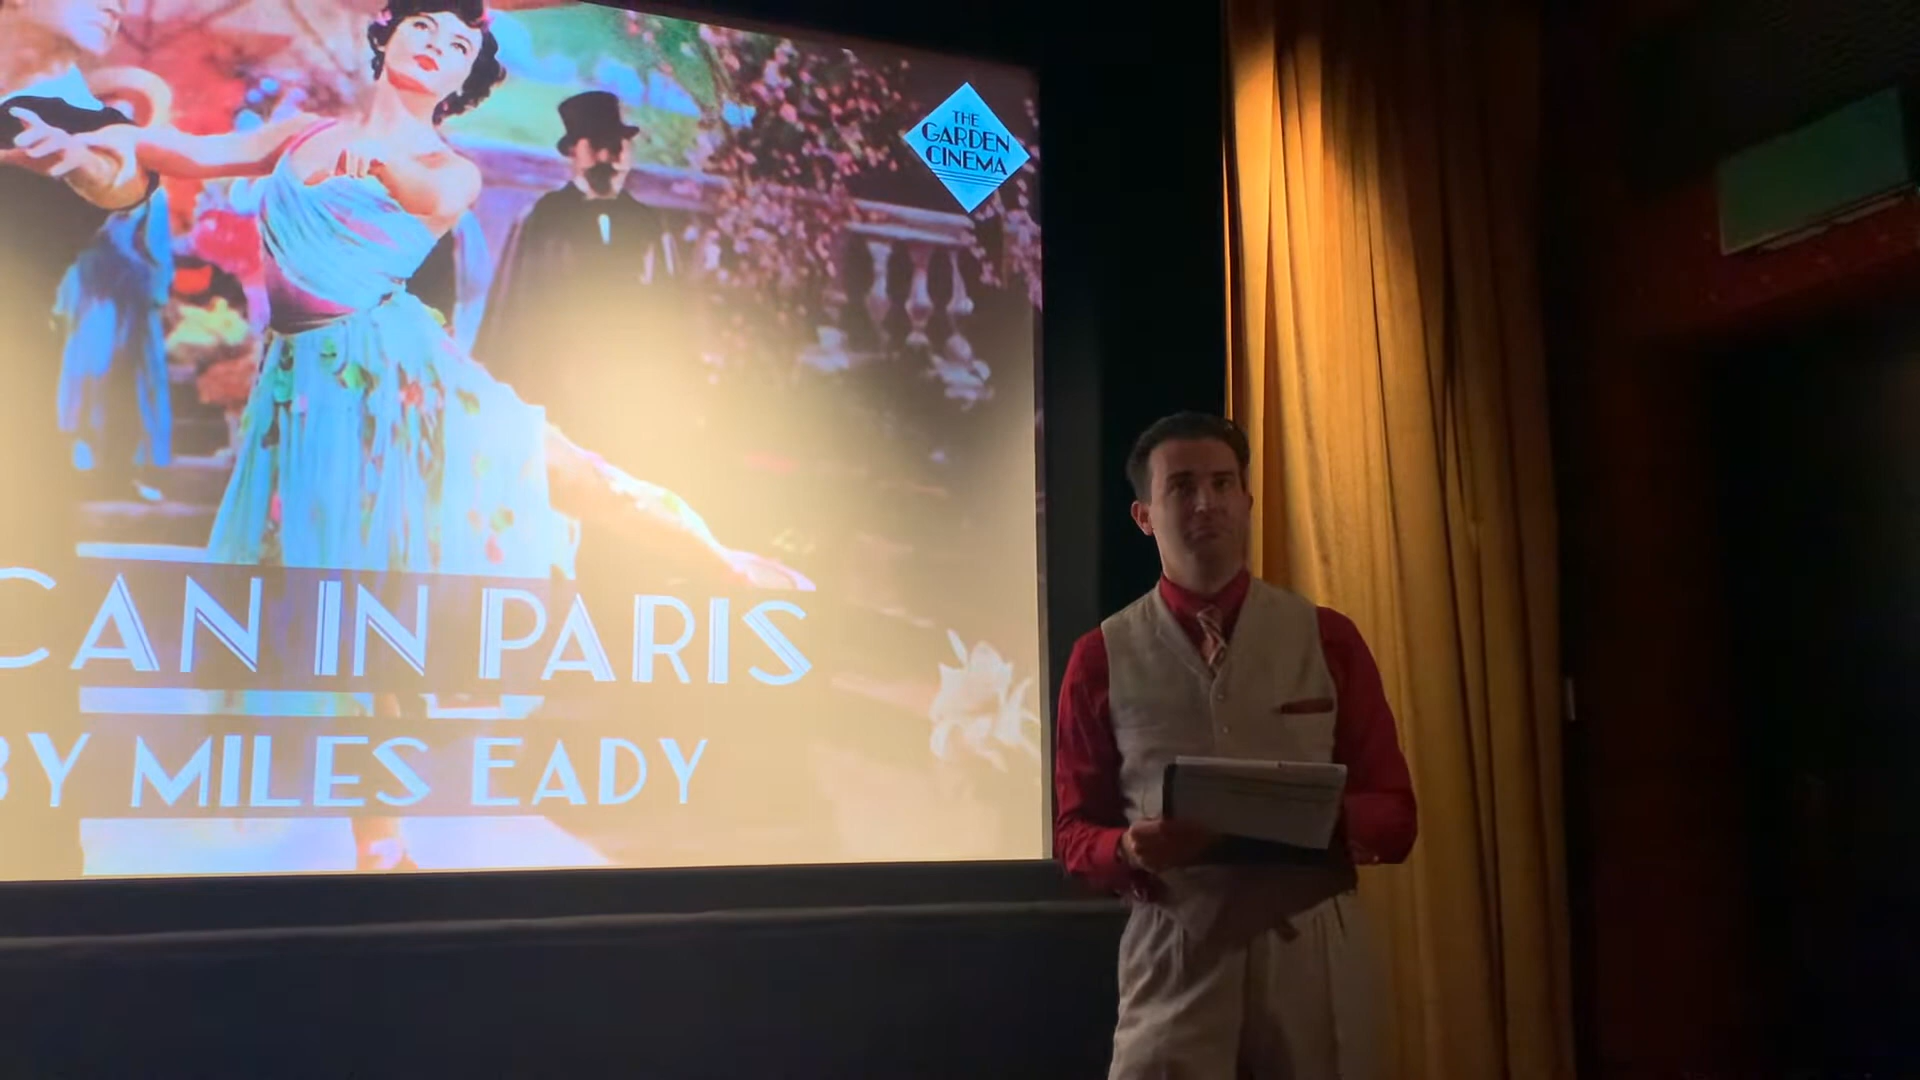 THE
GARDEN
CINEMA
CAN IN PARIS
BY MILES EADY